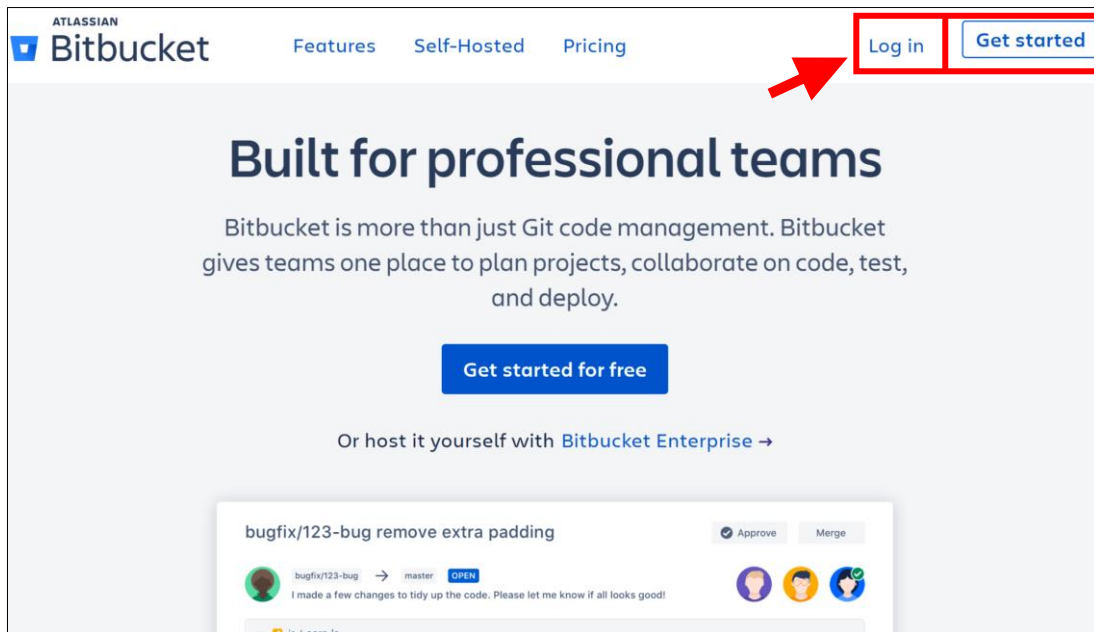 ATLASSIAN
Bitbucket
Features Self-Hosted Pricing Log in Get started
Built for professional teams
Bitbucket is more than just Git code management. Bitbucket
gives teams one place to plan projects, collaborate on code, test,
and deploy.
Get started for free
Or host it yourself with Bitbucket Enterprise →
bugfix/123-bug remove extra padding
Approve Merge
bugfix/123-bug → master OPEN
I made a few changes to tidy up the code. Please let me know if all looks good!